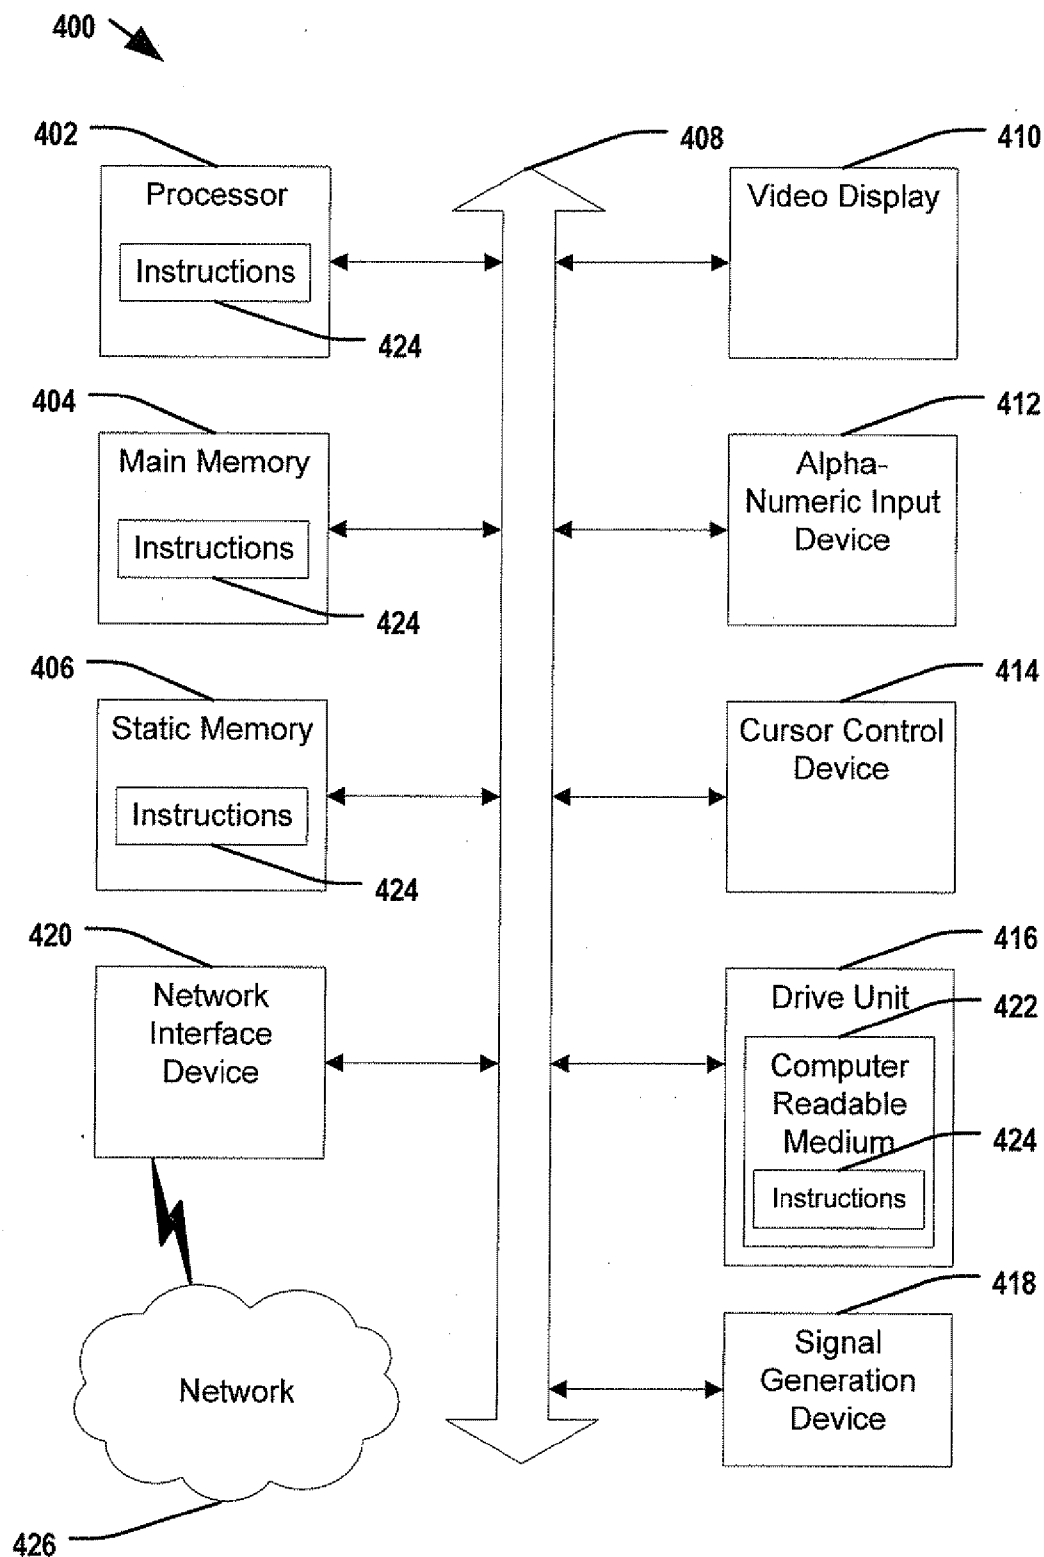 400
402
Processor
Instructions
424
404
Main Memory
Instructions
424
406
Static Memory
Instructions
424
420
Network
Interface
Device
Network
426
408
410
Video Display
412
Alpha-
Numeric Input
Device
414
Cursor Control
Device
416
Drive Unit
422
Computer
Readable
Medium
424
Instructions
418
Signal
Generation
Device